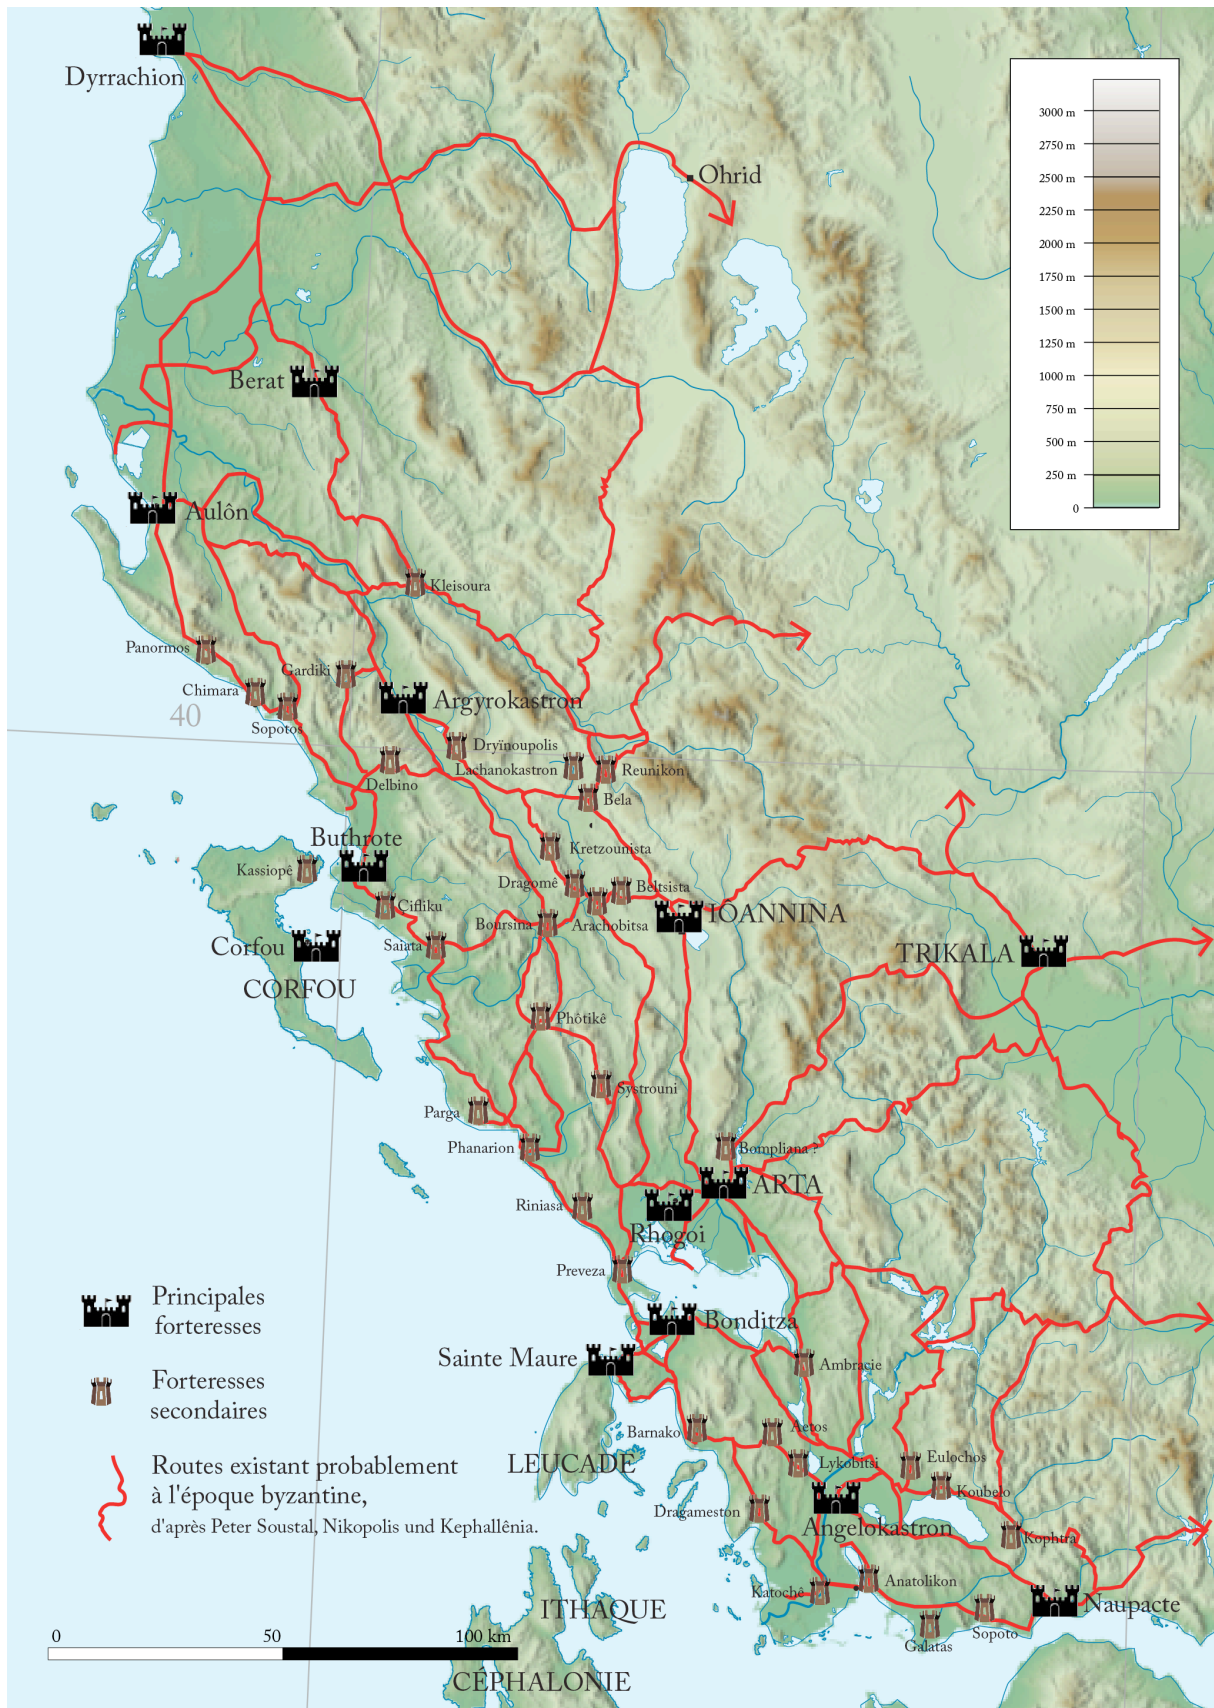 Dyrrachion
Ohrid
3000 m
2750 m
2500 m
2250 m
2000 m
1750 m
1500 m
1250 m
1000 m
750 m
500 m
250 m
0
Berat
Aulôn
Kleisoura
Panormos
Gardiki
Chimara
Argyrokastron
40
Sopotos
Dryïnoupolis
Lachanokastron
Reunikon
Delbino
Bela
Buthrote
Kretzounista
Kassiopê
Dragomê
Beltsista
Cifliku
IÔANNINA
Boursina
Arachobitsa
Saiata
Corfou
TRIKALA
CORFOU
Phôtikê
Systrouni
Parga
Phanarion
Bompliana ?
ARTA
Riniasa
Rhogoi
Preveza
Principales
forteresses
Bonditza
Sainte Maure
Ambracie
Forteresses
secondaires
Barnako
Aetos
LEUCADE
Lykobitsi
Eulochos
Koubelo
Routes existant probablement
à l'époque byzantine,
d'après Peter Soustal, Nikopolis und Kephallênia.
Dragameston
Angelokastron
Kophtra
Katochê
Anatolikon
Naupacte
ITHAQUE
Galatas
Sopoto
0
50
100 km
CÉPHALONIE